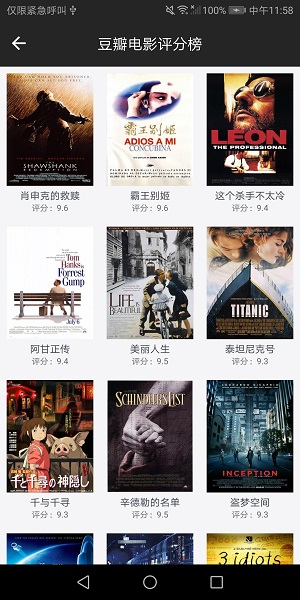 仅限紧急呼叫
100% 中午11:58
豆瓣电影评分榜
THE
SHAWSHANK
REDEMPTION
霸王别姬
ADIOS A MI
CONCUBINA
LEON
THE PROFESSIONAL
肖申克的救赎
霸王别姬
这个杀手不太冷
评分：9.6
评分：9.6
评分：9.4
Tom
Hanks is
Forrest
Gump
July 6
LIFE IS
BEAUTIFUL
TITANIC
阿甘正传
美丽人生
泰坦尼克号
评分：9.4
评分：9.5
评分：9.4
千と千尋の神隠し
SCHINDLER'S LIST
INCEPTION
千与千寻
辛德勒的名单
盗梦空间
评分：9.3
评分：9.5
评分：9.3
3 idiots